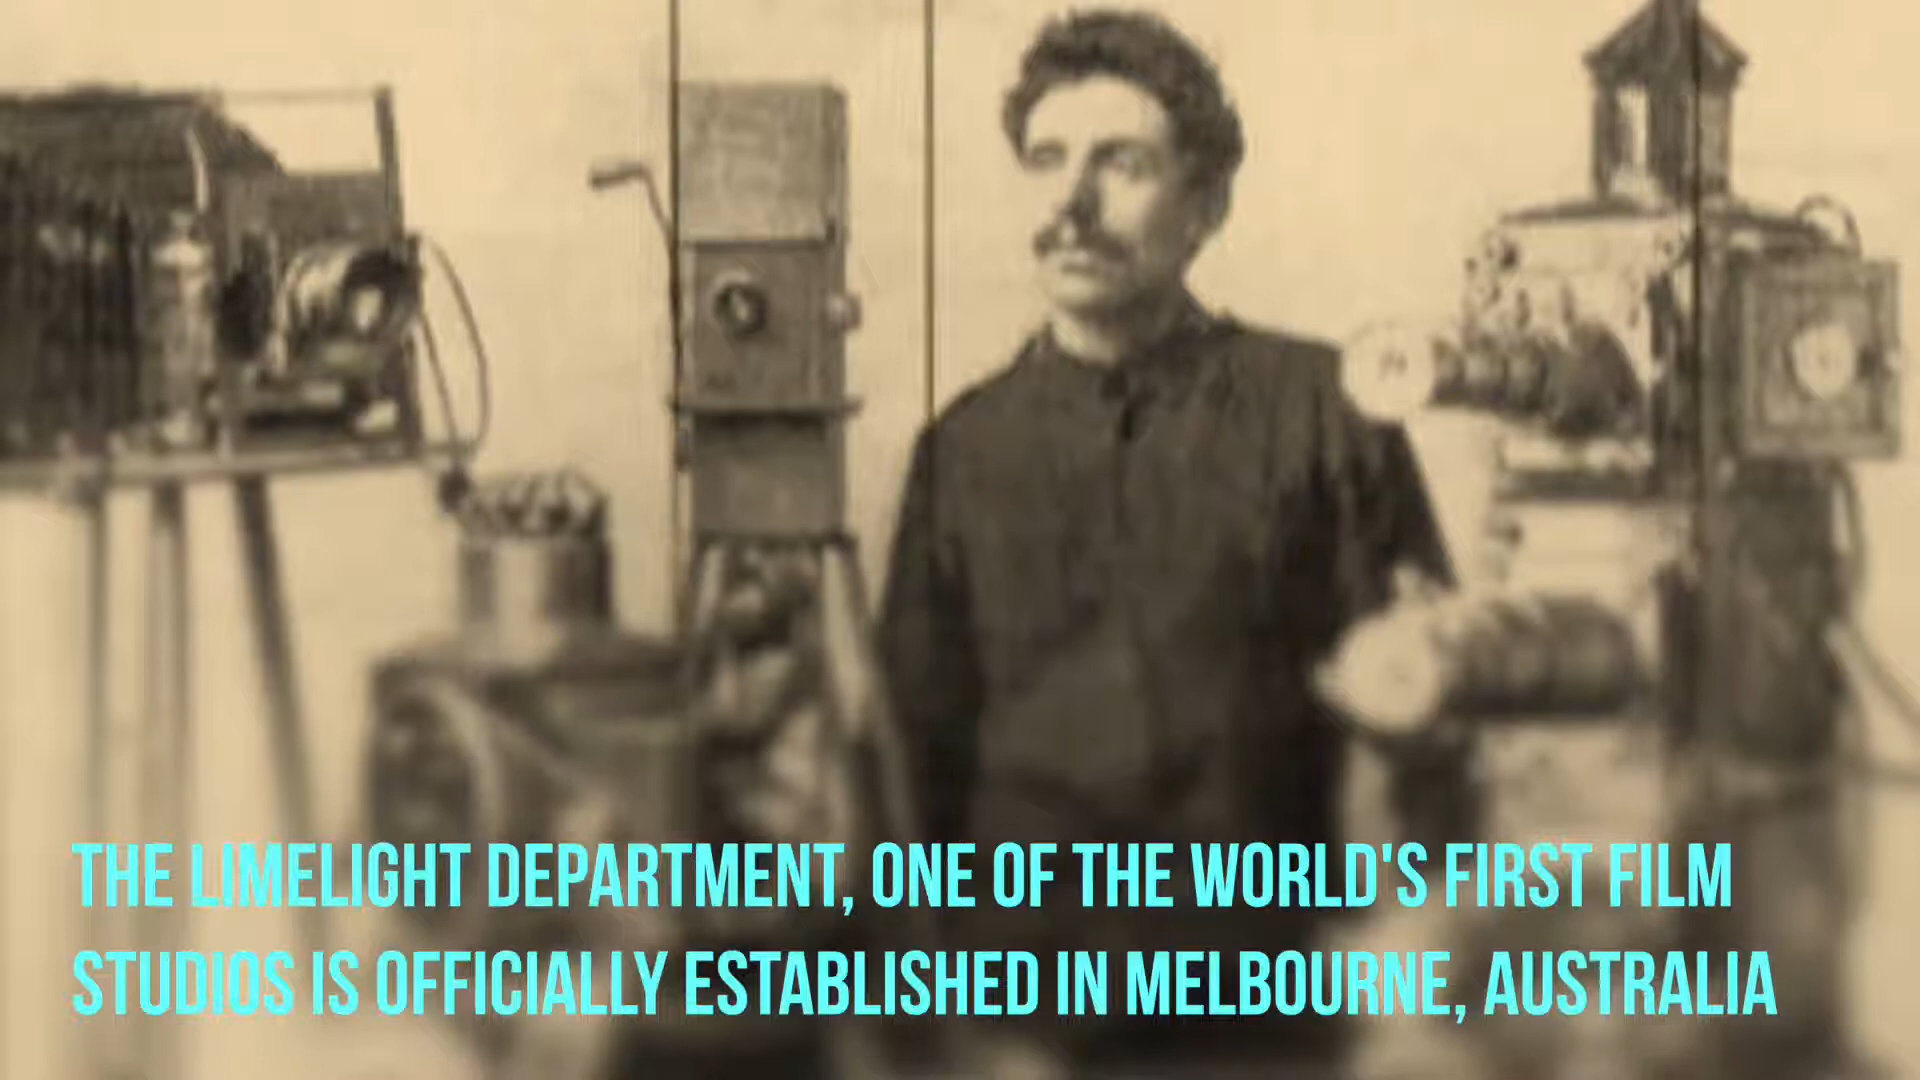 THE LIMELIGHT DEPARTMENT, ONE OF THE WORLD'S FIRST FILM
STUDIOS IS OFFICIALLY ESTABLISHED IN MELBOURNE, AUSTRALIA